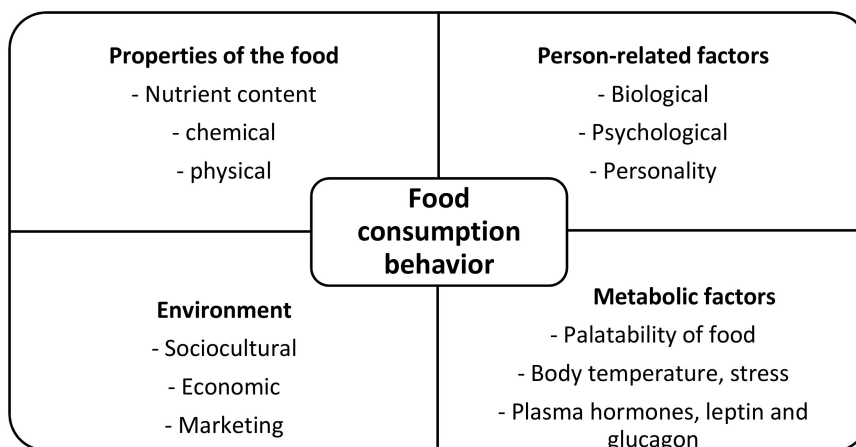 Properties of the food
- Nutrient content
- chemical
- physical
Person-related factors
- Biological
- Psychological
- Personality
Food
consumption
behavior
Environment
- Sociocultural
- Economic
- Marketing
Metabolic factors
- Palatability of food
- Body temperature, stress
- Plasma hormones, leptin and
glucagon